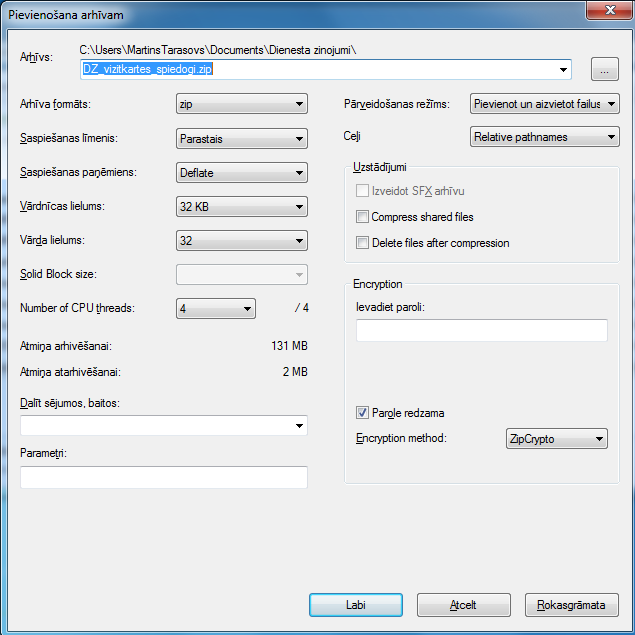 Pievienošana arhīvam
Arhīvs:
C:\Users\MartinsTarasovs\Documents\Dienesta zinojumi\
DZ_vizitkartes_spiedogi.zip
...
Arhīva formāts:
zip
Saspiešanas līmenis:
Parastais
Saspiešanas paņēmiens:
Deflate
Vārdnīcas lielums:
32 KB
Vārda lielums:
32
Solid Block size:
Number of CPU threads:
4
/ 4
Atmiņa arhivēšanai:
131 MB
Atmiņa atarhivēšanai:
2 MB
Dalīt sējumos, baitos:
Parametri:
Pārveidošanas režīms:
Pievienot un aizvietot failus
Ceļi
Relative pathnames
Uzstādījumi
Izveidot SFX arhīvu
Compress shared files
Delete files after compression
Encryption
Ievadiet paroli:
Parole redzama
Encryption method:
ZipCrypto
Labi
Atcelt
Rokasgrāmata